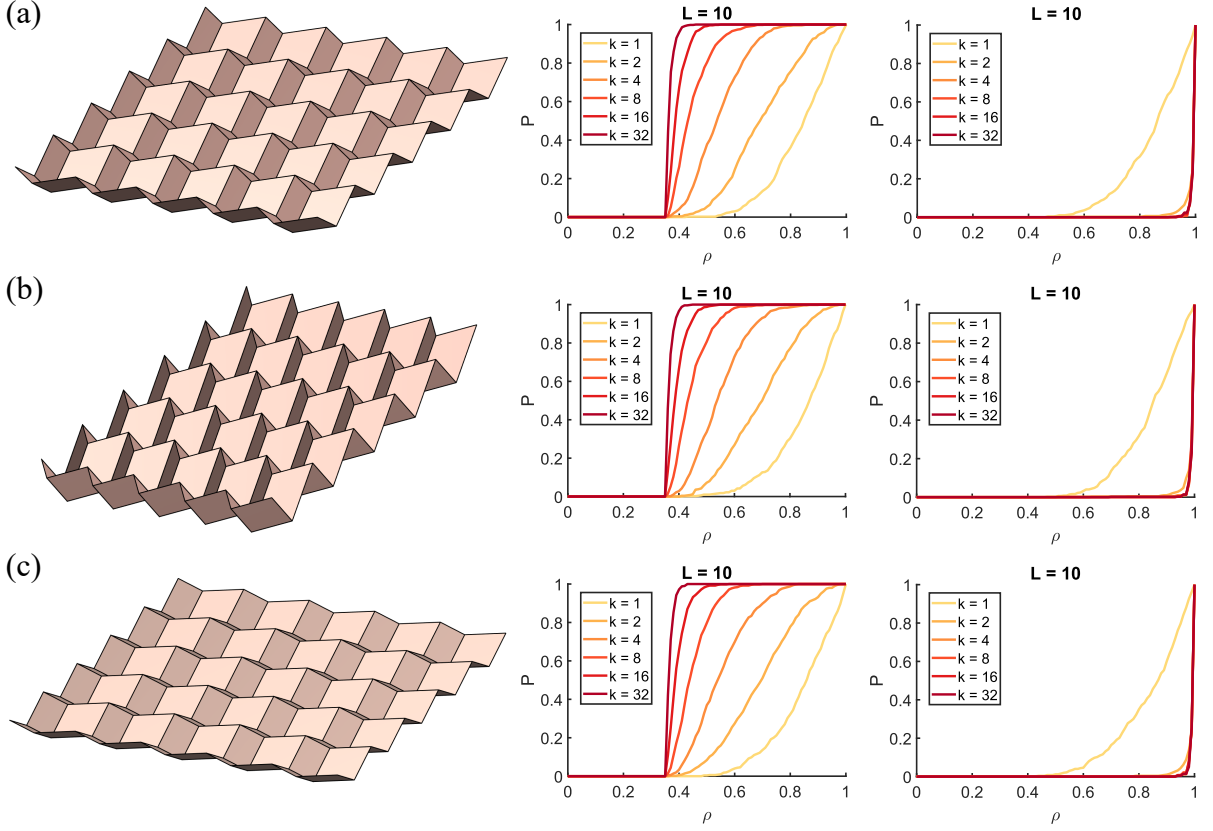 (a)
L = 10
P
1
0.8
0.6
0.4
0.2
0
k = 1
k = 2
k = 4
k = 8
k = 16
k = 32
0 0.2 0.4 0.6 0.8 1
ρ
L = 10
P
1
0.8
0.6
0.4
0.2
0
k = 1
k = 2
k = 4
k = 8
k = 16
k = 32
0 0.2 0.4 0.6 0.8 1
ρ
(b)
L = 10
P
1
0.8
0.6
0.4
0.2
0
k = 1
k = 2
k = 4
k = 8
k = 16
k = 32
0 0.2 0.4 0.6 0.8 1
ρ
L = 10
P
1
0.8
0.6
0.4
0.2
0
k = 1
k = 2
k = 4
k = 8
k = 16
k = 32
0 0.2 0.4 0.6 0.8 1
ρ
(c)
L = 10
P
1
0.8
0.6
0.4
0.2
0
k = 1
k = 2
k = 4
k = 8
k = 16
k = 32
0 0.2 0.4 0.6 0.8 1
ρ
L = 10
P
1
0.8
0.6
0.4
0.2
0
k = 1
k = 2
k = 4
k = 8
k = 16
k = 32
0 0.2 0.4 0.6 0.8 1
ρ